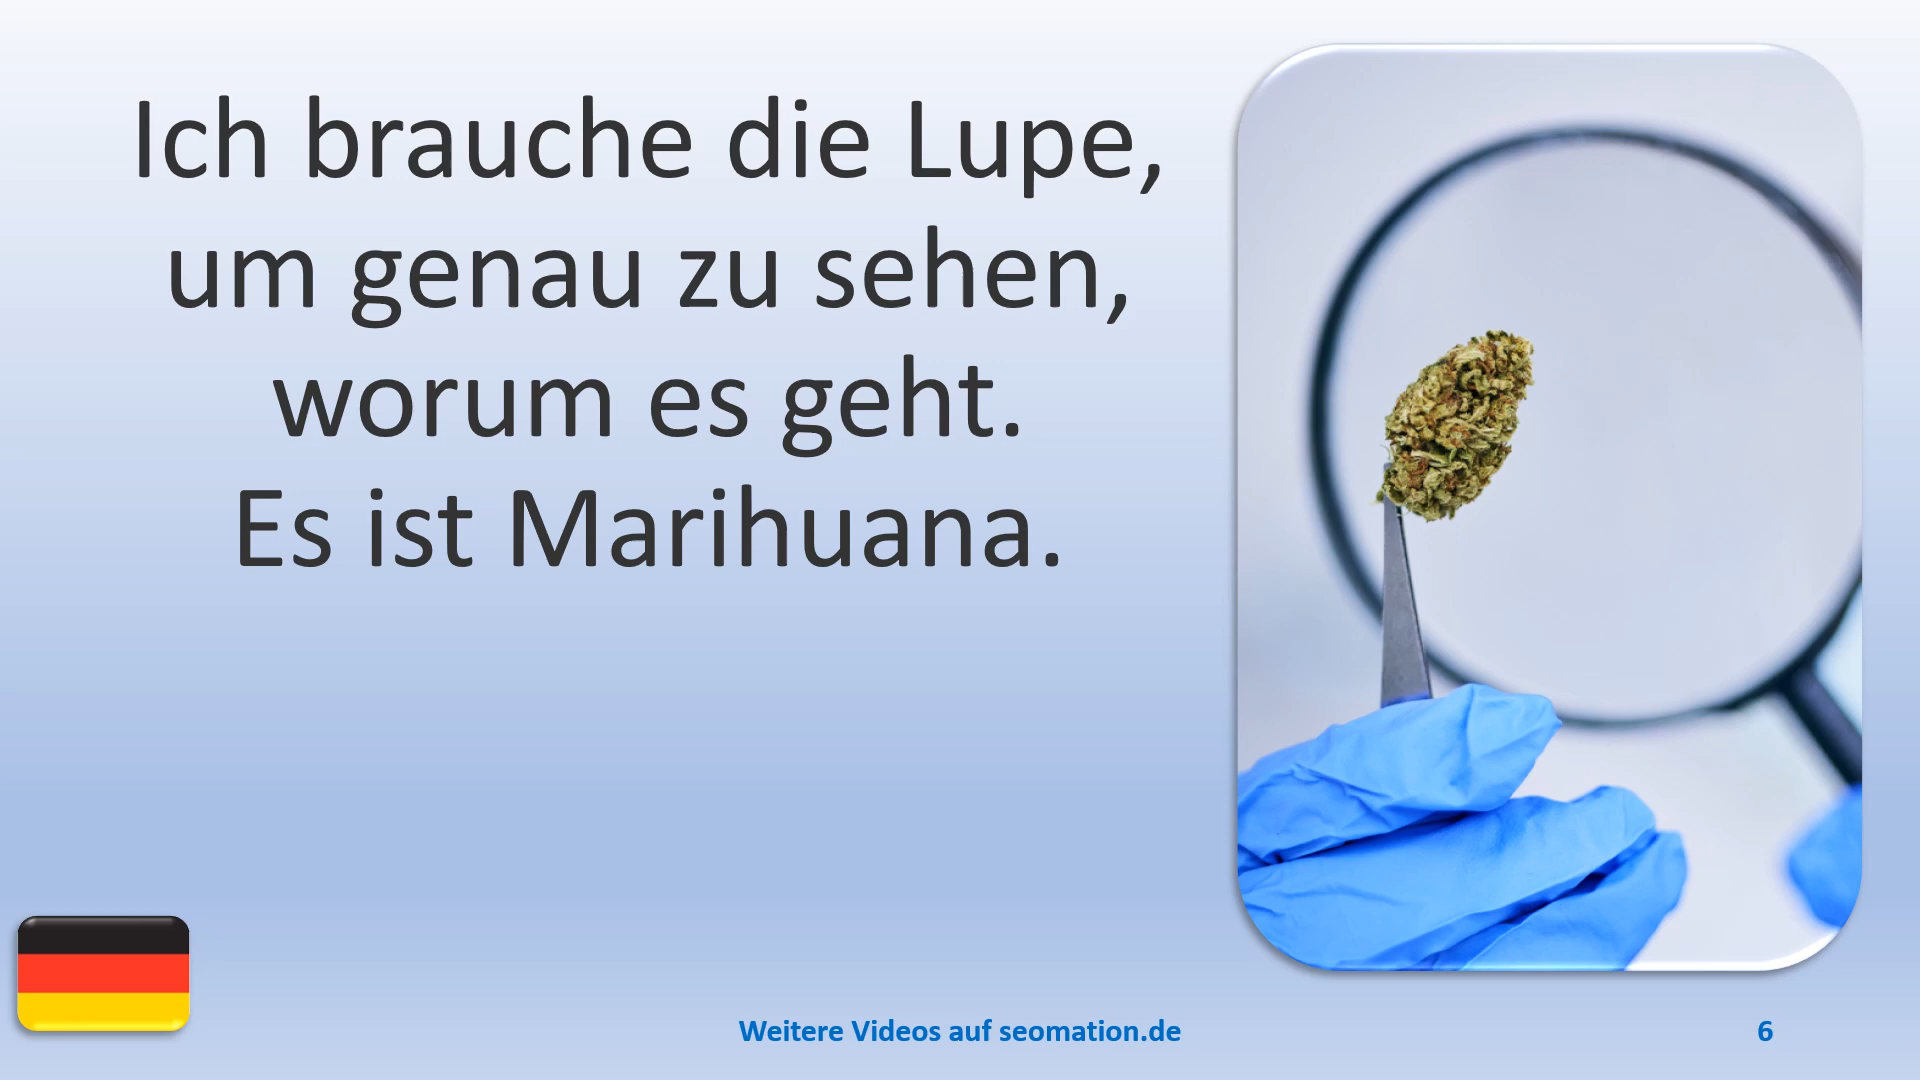 Ich brauche die Lupe,
um genau zu sehen,
worum es geht.
Es ist Marihuana.
Weitere Videos auf seomation.de
6